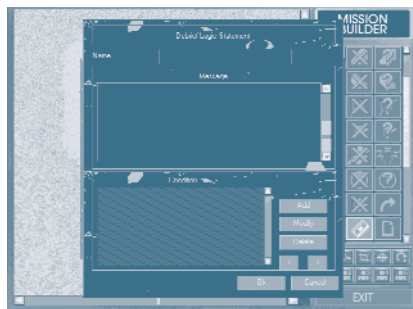 MISSION
BUILDER
Debrief Logic Statement
Name
Message
Condition
Add
Modify
Delete
< >
Ok Cancel
EXIT